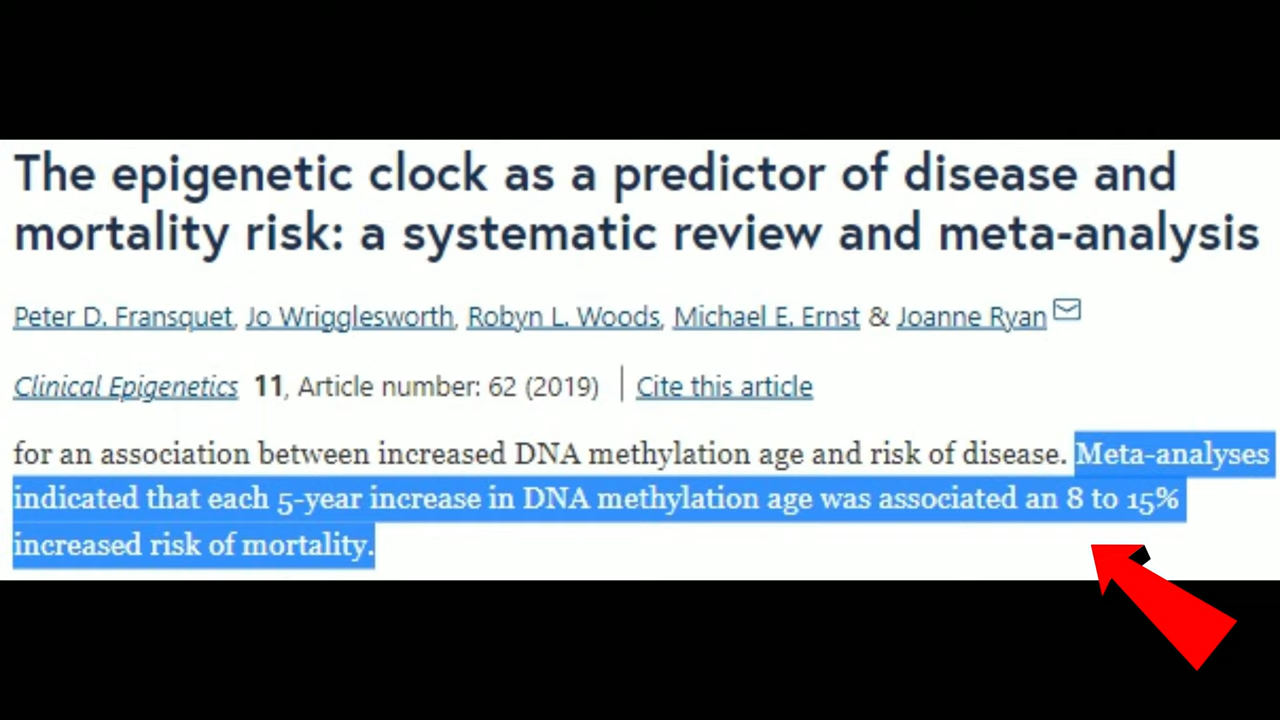 The epigenetic clock as a predictor of disease and
mortality risk: a systematic review and meta-analysis
Peter D. Fransquet, Jo Wrigglesworth, Robyn L. Woods, Michael E. Ernst & Joanne Ryan
Clinical Epigenetics 11, Article number: 62 (2019) | Cite this article
for an association between increased DNA methylation age and risk of disease. Meta-analyses
indicated that each 5-year increase in DNA methylation age was associated an 8 to 15%
increased risk of mortality.